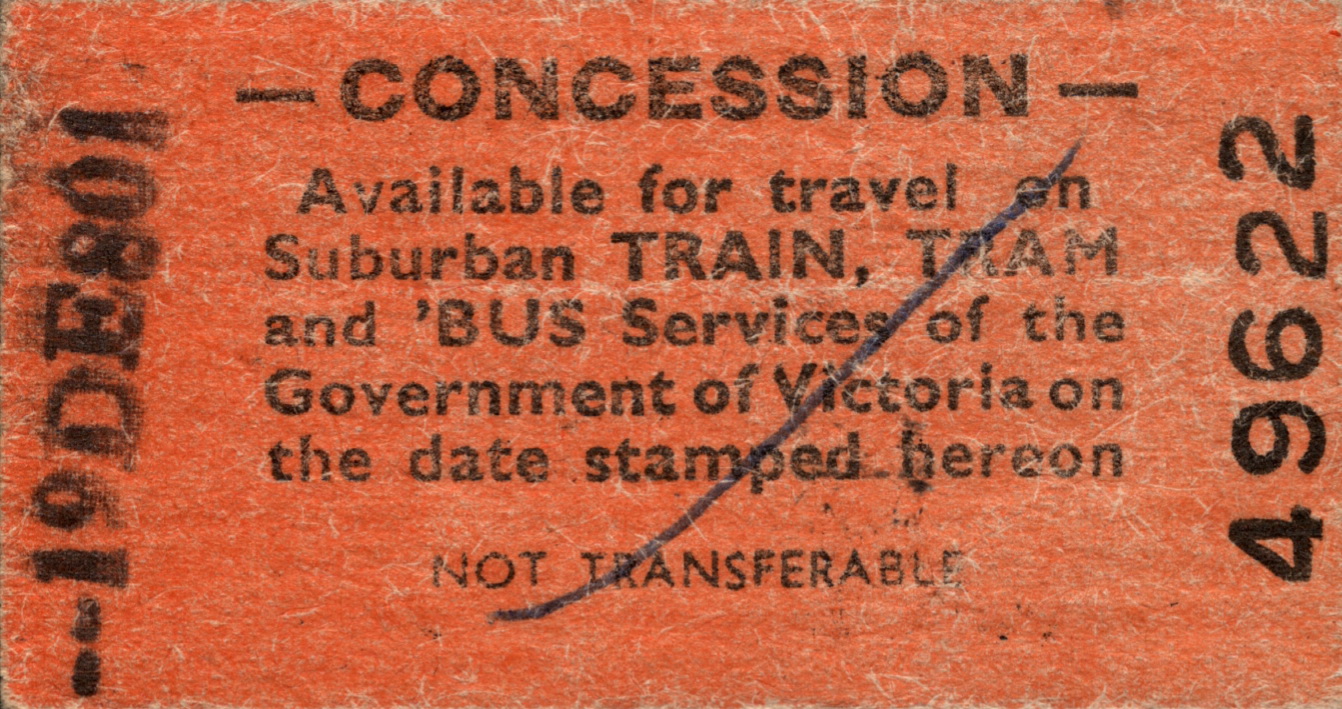 — CONCESSION —
Available for travel on
Suburban TRAIN, TRAM
and 'BUS Services of the
Government of Victoria on
the date stamped hereon
NOT TRANSFERABLE
--19DE801
49622